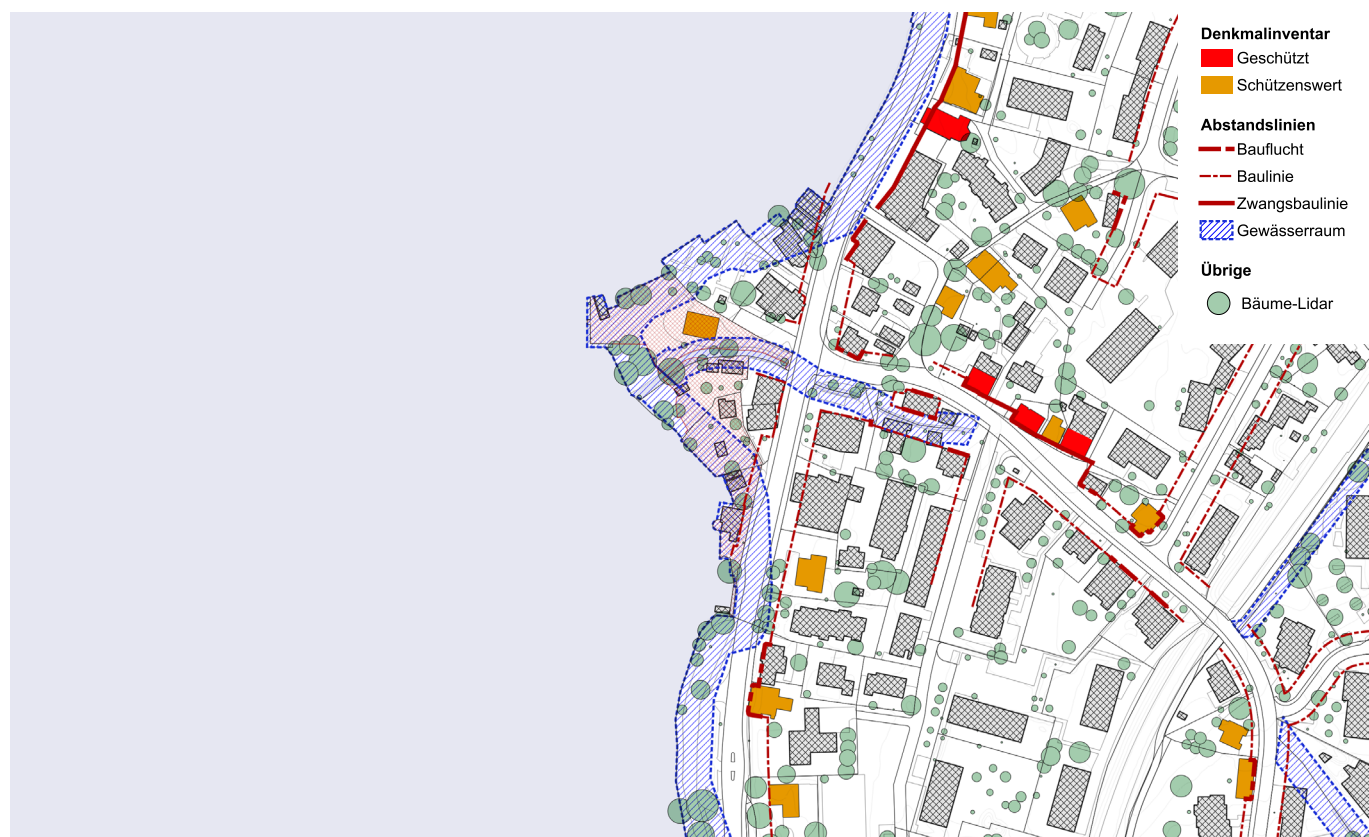 Denkmalinventar
Geschützt
Schützenswert
Abstandslinien
Bauflucht
Baulinie
Zwangsbaulinie
Gewässerraum
Übrige
Bäume-Lidar